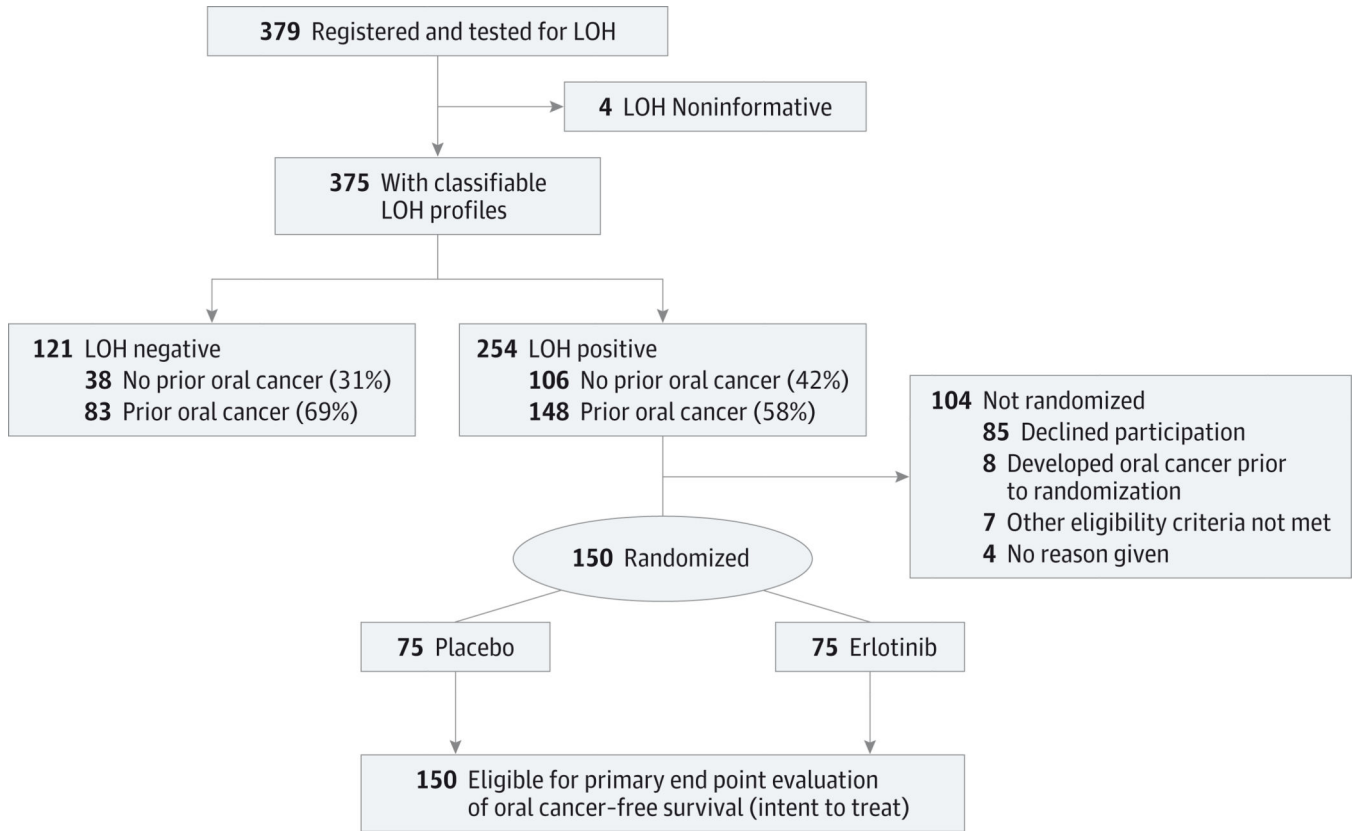 379 Registered and tested for LOH
4 LOH Noninformative
375 With classifiable
LOH profiles
121 LOH negative
38 No prior oral cancer (31%)
83 Prior oral cancer (69%)
254 LOH positive
106 No prior oral cancer (42%)
148 Prior oral cancer (58%)
104 Not randomized
85 Declined participation
8 Developed oral cancer prior
to randomization
7 Other eligibility criteria not met
4 No reason given
150 Randomized
75 Placebo
75 Erlotinib
150 Eligible for primary end point evaluation
of oral cancer-free survival (intent to treat)